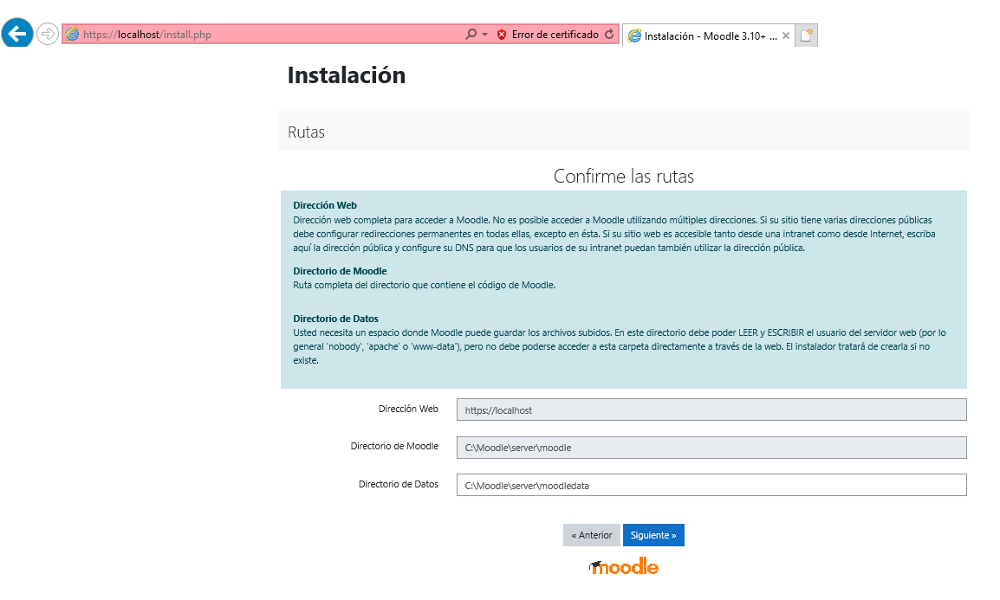 https://localhost/install.php
Error de certificado
Instalación - Moodle 3.10+ ...
Instalación
Rutas
Confirme las rutas
Dirección Web
Dirección web completa para acceder a Moodle. No es posible acceder a Moodle utilizando múltiples direcciones. Si su sitio tiene varias direcciones públicas
debe configurar redirecciones permanentes en todas ellas, excepto en ésta. Si su sitio web es accesible tanto desde una intranet como desde Internet, escriba
aquí la dirección pública y configure su DNS para que los usuarios de su intranet puedan también utilizar la dirección pública.
Directorio de Moodle
Ruta completa del directorio que contiene el código de Moodle.
Directorio de Datos
Usted necesita un espacio donde Moodle puede guardar los archivos subidos. En este directorio debe poder LEER y ESCRIBIR el usuario del servidor web (por lo
general 'nobody', 'apache' o 'www-data'), pero no debe poderse acceder a esta carpeta directamente a través de la web. El instalador tratará de crearla si no
existe.
Dirección Web
https://localhost
Directorio de Moodle
C:\Moodle\server\moodle
Directorio de Datos
C:\Moodle\server\moodledata
« Anterior
Siguiente »
moodle